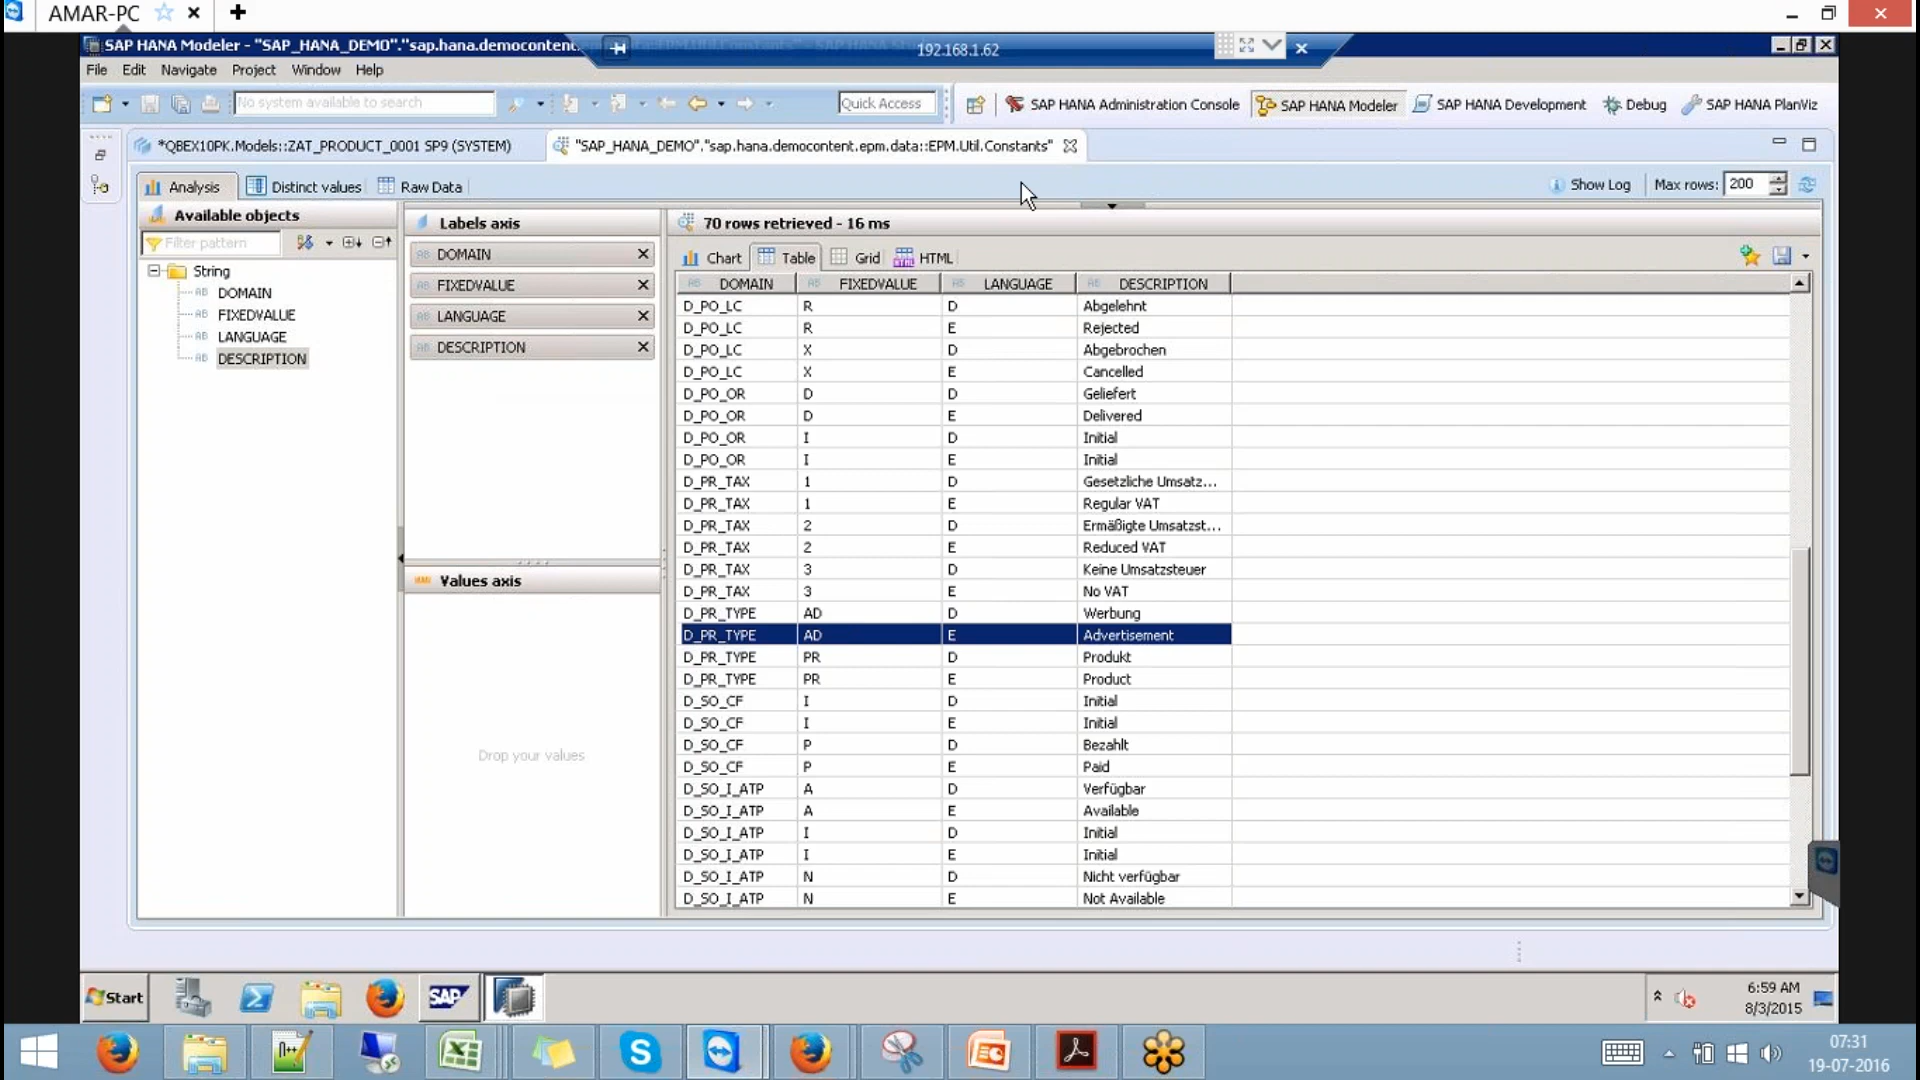 AMAR-PC
SAP HANA Modeler - "SAP_HANA_DEMO"."sap.hana.democontent
192.168.1.62
File Edit Navigate Project Window Help
No system available to search
Quick Access
SAP HANA Administration Console
SAP HANA Modeler
SAP HANA Development
Debug
SAP HANA PlanViz
*QBEX10PK.Models::ZAT_PRODUCT_0001 SP9 (SYSTEM)
"SAP_HANA_DEMO"."sap.hana.democontent.epm.data::EPM.Util.Constants"
Analysis Distinct values Raw Data
Show Log Max rows: 200
Available objects
Filter pattern
String
DOMAIN
FIXEDVALUE
LANGUAGE
DESCRIPTION
Labels axis
DOMAIN
FIXEDVALUE
LANGUAGE
DESCRIPTION
Values axis
Drop your values
70 rows retrieved - 16 ms
Chart Table Grid HTML
DOMAIN FIXEDVALUE LANGUAGE DESCRIPTION
D_PO_LC R D Abgelehnt
D_PO_LC R E Rejected
D_PO_LC X D Abgebrochen
D_PO_LC X E Cancelled
D_PO_OR D D Geliefert
D_PO_OR D E Delivered
D_PO_OR I D Initial
D_PO_OR I E Initial
D_PR_TAX 1 D Gesetzliche Umsatz...
D_PR_TAX 1 E Regular VAT
D_PR_TAX 2 D Ermäßigte Umsatzst...
D_PR_TAX 2 E Reduced VAT
D_PR_TAX 3 D Keine Umsatzsteuer
D_PR_TAX 3 E No VAT
D_PR_TYPE AD D Werbung
D_PR_TYPE AD E Advertisement
D_PR_TYPE PR D Produkt
D_PR_TYPE PR E Product
D_SO_CF I D Initial
D_SO_CF I E Initial
D_SO_CF P D Bezahlt
D_SO_CF P E Paid
D_SO_I_ATP A D Verfügbar
D_SO_I_ATP A E Available
D_SO_I_ATP I D Initial
D_SO_I_ATP I E Initial
D_SO_I_ATP N D Nicht verfügbar
D_SO_I_ATP N E Not Available
Start
SAP
6:59 AM
8/3/2015
07:31
19-07-2016